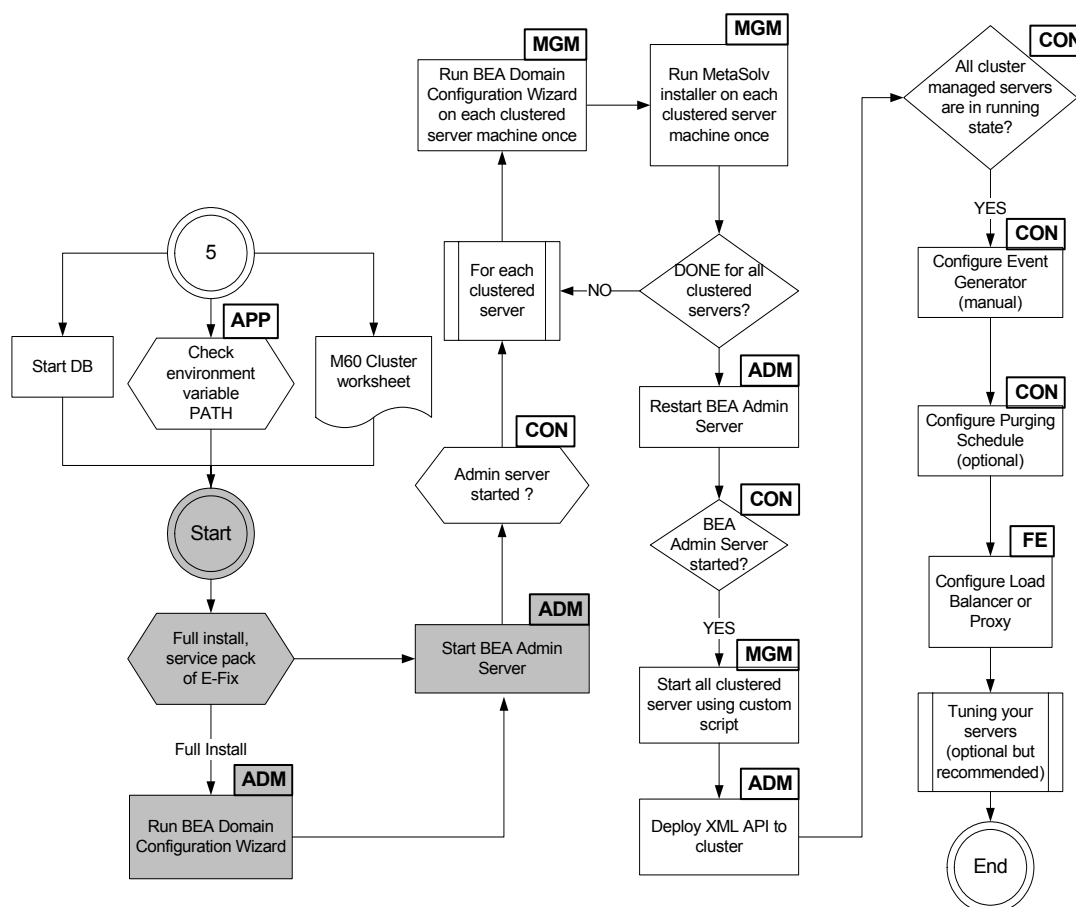 5
Start DB
APP
Check
environment
variable
PATH
M60 Cluster
worksheet
Start
Full install,
service pack
of E-Fix
Full Install
ADM
Run BEA Domain
Configuration Wizard
ADM
Start BEA Admin
Server
CON
Admin server
started ?
For each
clustered
server
MGM
Run BEA Domain
Configuration Wizard
on each clustered
server machine once
MGM
Run MetaSolv
installer on each
clustered server
machine once
DONE for all
clustered
servers?
NO
ADM
Restart BEA Admin
Server
CON
BEA
Admin Server
started?
YES
MGM
Start all clustered
server using custom
script
ADM
Deploy XML API to
cluster
CON
All cluster
managed servers
are in running
state?
YES
CON
Configure Event
Generator
(manual)
CON
Configure Purging
Schedule
(optional)
FE
Configure Load
Balancer or
Proxy
Tuning your
servers
(optional but
recommended)
End